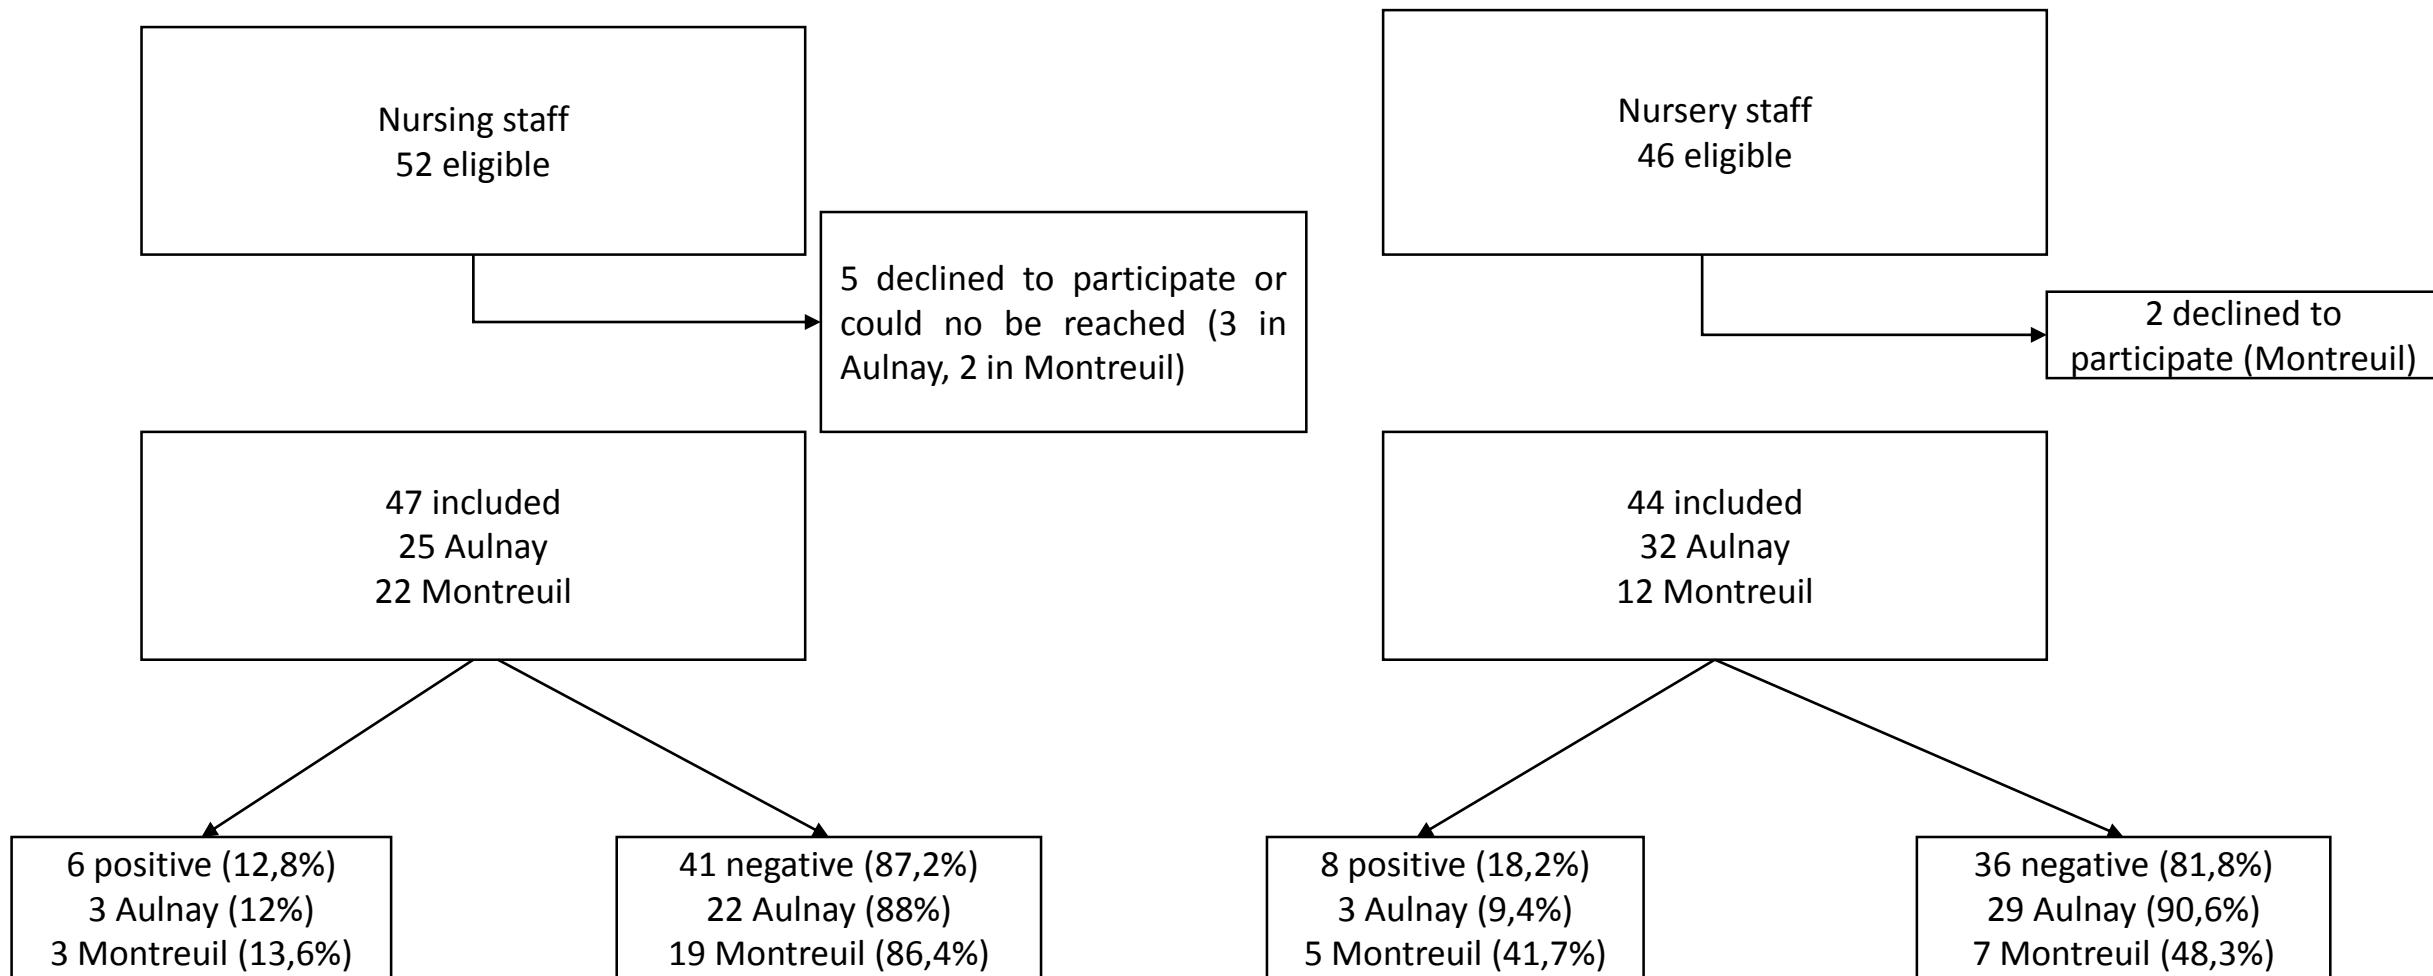 Nursing staff
52 eligible
Nursery staff
46 eligible
5 declined to participate or
could no be reached (3 in
Aulnay, 2 in Montreuil)
2 declined to
participate (Montreuil)
47 included
25 Aulnay
22 Montreuil
44 included
32 Aulnay
12 Montreuil
6 positive (12,8%)
3 Aulnay (12%)
3 Montreuil (13,6%)
41 negative (87,2%)
22 Aulnay (88%)
19 Montreuil (86,4%)
8 positive (18,2%)
3 Aulnay (9,4%)
5 Montreuil (41,7%)
36 negative (81,8%)
29 Aulnay (90,6%)
7 Montreuil (48,3%)